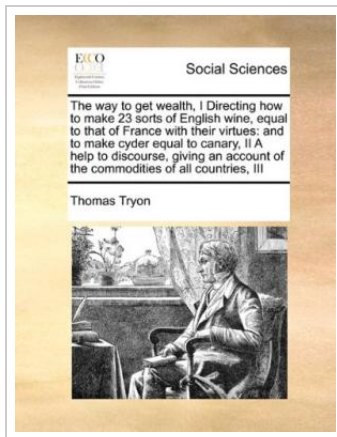 ECCO
Social Sciences
The way to get wealth, I Directing how
to make 23 sorts of English wine, equal
to that of France with their virtues: and
to make cyder equal to canary, II A
help to discourse, giving an account of
the commodities of all countries, III
Thomas Tryon